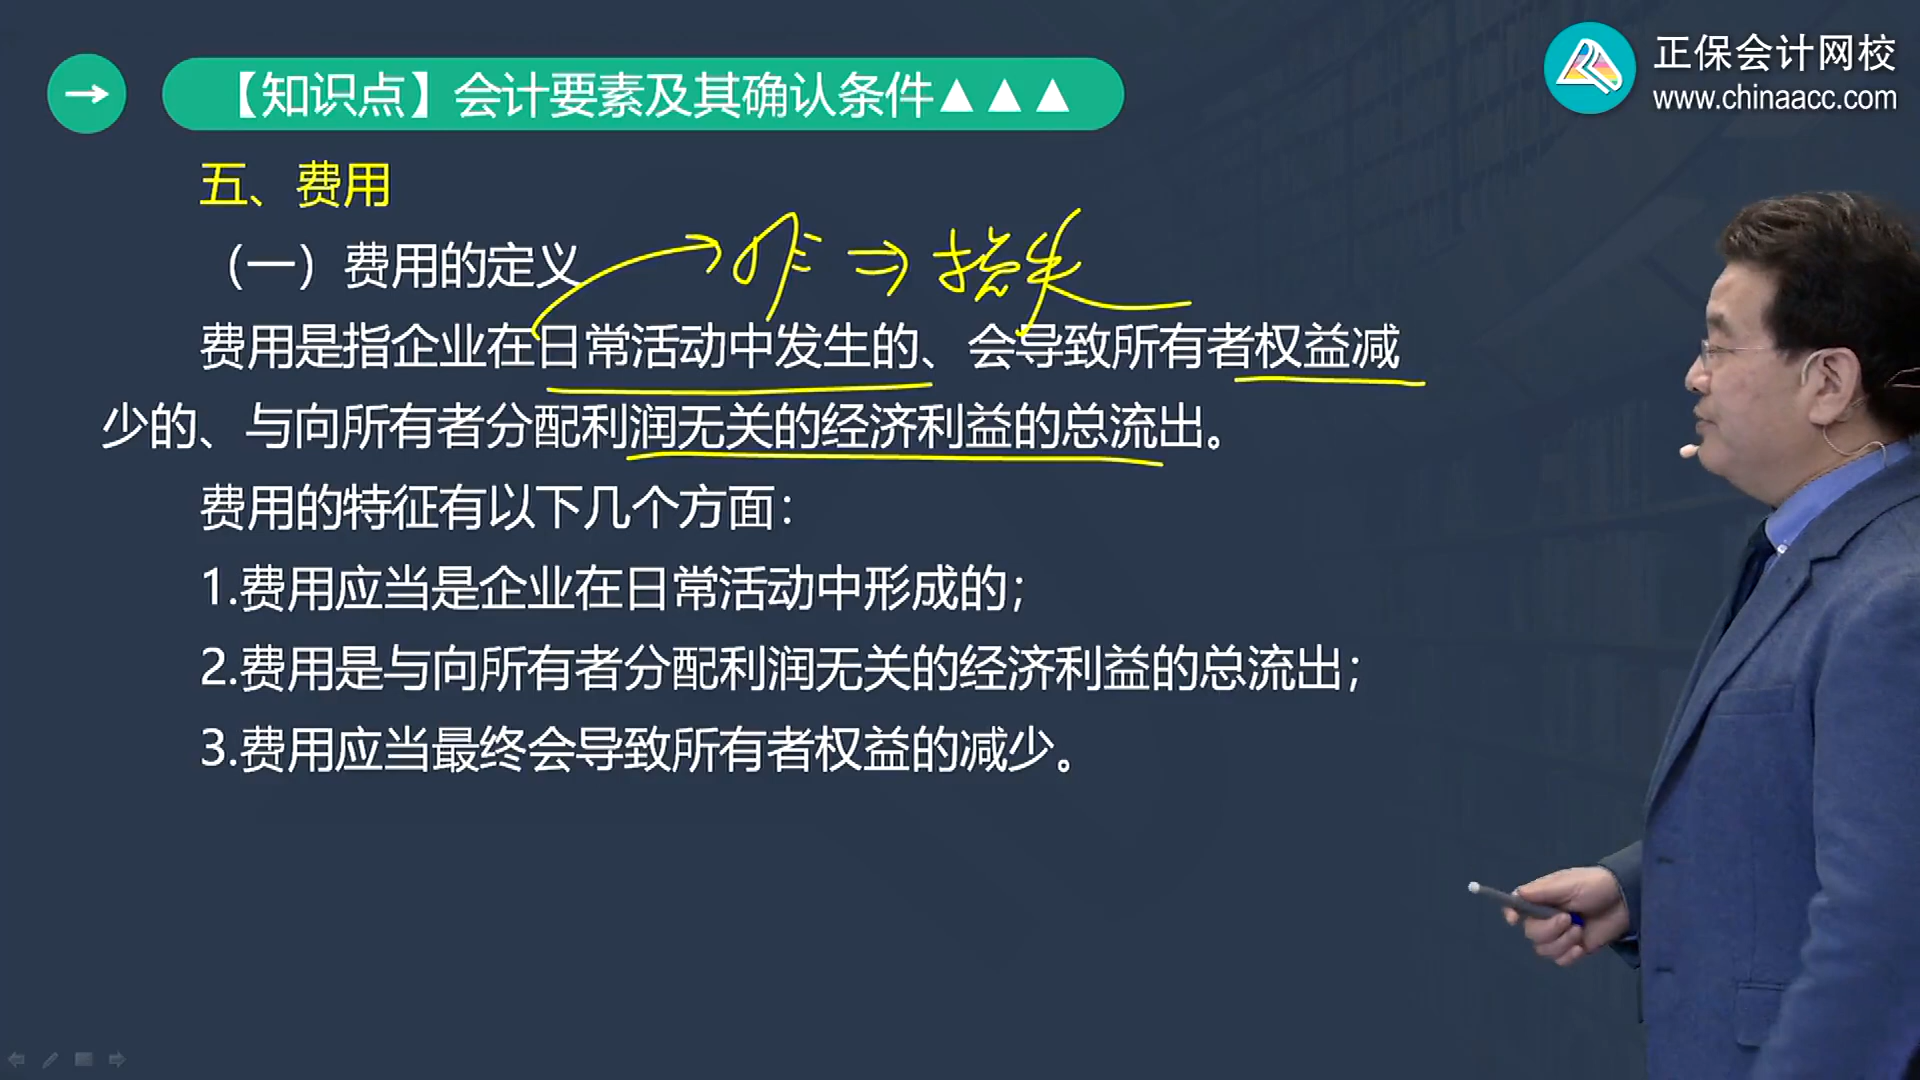 正保会计网校
www.chinaacc.com
【知识点】会计要素及其确认条件▲▲▲
五、费用
（一）费用的定义
非⇒损失
费用是指企业在日常活动中发生的、会导致所有者权益减
少的、与向所有者分配利润无关的经济利益的总流出。
费用的特征有以下几个方面：
1.费用应当是企业在日常活动中形成的；
2.费用是与向所有者分配利润无关的经济利益的总流出；
3.费用应当最终会导致所有者权益的减少。